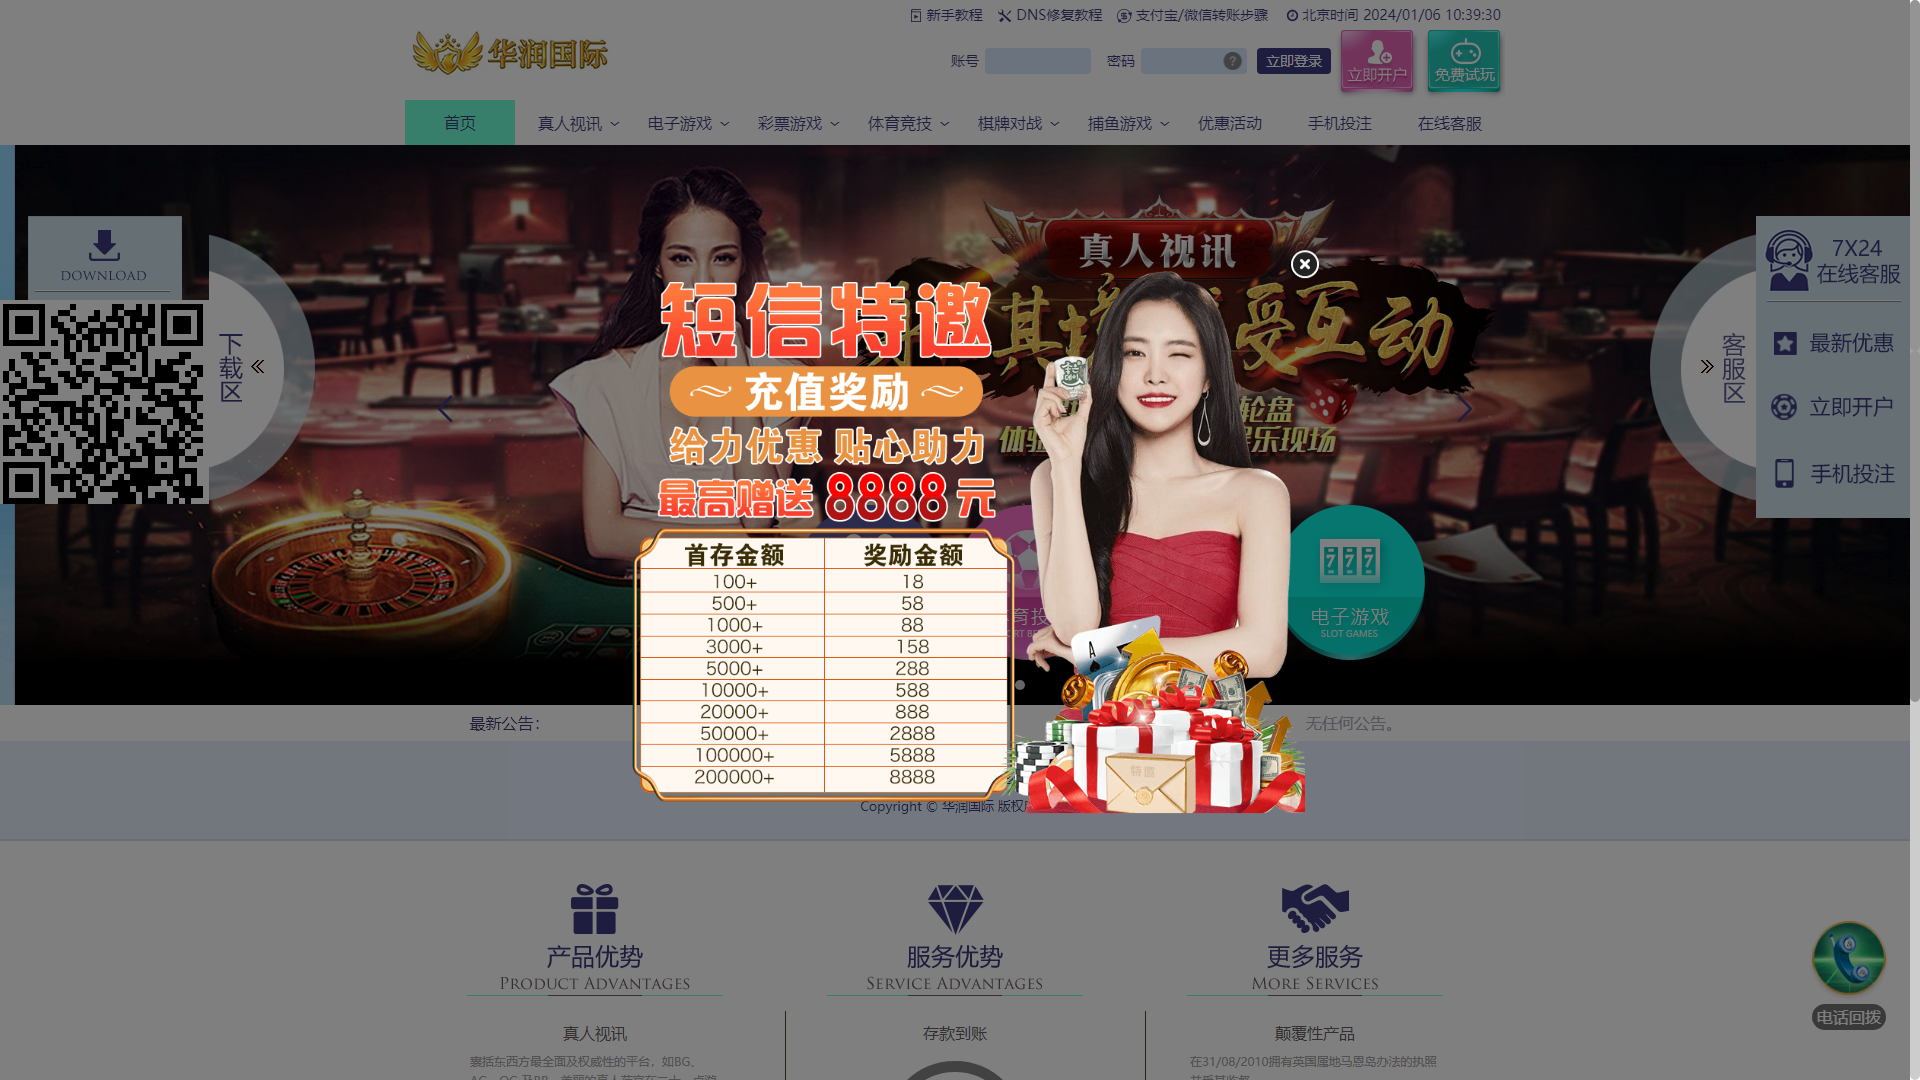 新手教程 DNS修复教程 支付宝/微信转账步骤 北京时间 2024/01/06 10:39:30
华润国际
账号 密码 ? 立即登录 立即开户 免费试玩
首页 真人视讯 电子游戏 彩票游戏 体育竞技 棋牌对战 捕鱼游戏 优惠活动 手机投注 在线客服
DOWNLOAD
下载区
真人视讯
受互动
轮盘
体验
乐现场
短信特邀
充值奖励
给力优惠 贴心助力
最高赠送 8888 元
首存金额 奖励金额
100+ 18
500+ 58
1000+ 88
3000+ 158
5000+ 288
10000+ 588
20000+ 888
50000+ 2888
100000+ 5888
200000+ 8888
A
特邀
777
电子游戏
SLOT GAMES
7X24
在线客服
最新优惠
立即开户
手机投注
客服区
最新公告:
无任何公告。
Copyright © 华润国际 版权
产品优势 服务优势 更多服务
PRODUCT ADVANTAGES SERVICE ADVANTAGES MORE SERVICES
真人视讯 存款到账 颠覆性产品
囊括东西方最全面及权威性的平台，如BG、
在31/08/2010拥有英国属地马恩岛办法的执照
电话回拨